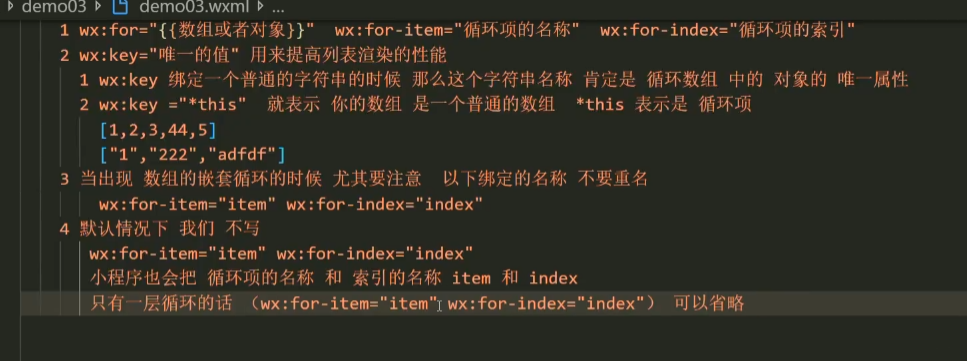 demo03 demo03.wxml ...
1 wx:for="{{数组或者对象}}" wx:for-item="循环项的名称" wx:for-index="循环项的索引"
2 wx:key="唯一的值" 用来提高列表渲染的性能
1 wx:key 绑定一个普通的字符串的时候 那么这个字符串名称 肯定是 循环数组 中的 对象的 唯一属性
2 wx:key ="*this" 就表示 你的数组 是一个普通的数组 *this 表示是 循环项
[1,2,3,44,5]
["1","222","adfdf"]
3 当出现 数组的嵌套循环的时候 尤其要注意 以下绑定的名称 不要重名
wx:for-item="item" wx:for-index="index"
4 默认情况下 我们 不写
wx:for-item="item" wx:for-index="index"
小程序也会把 循环项的名称 和 索引的名称 item 和 index
只有一层循环的话 （wx:for-item="item" wx:for-index="index"） 可以省略